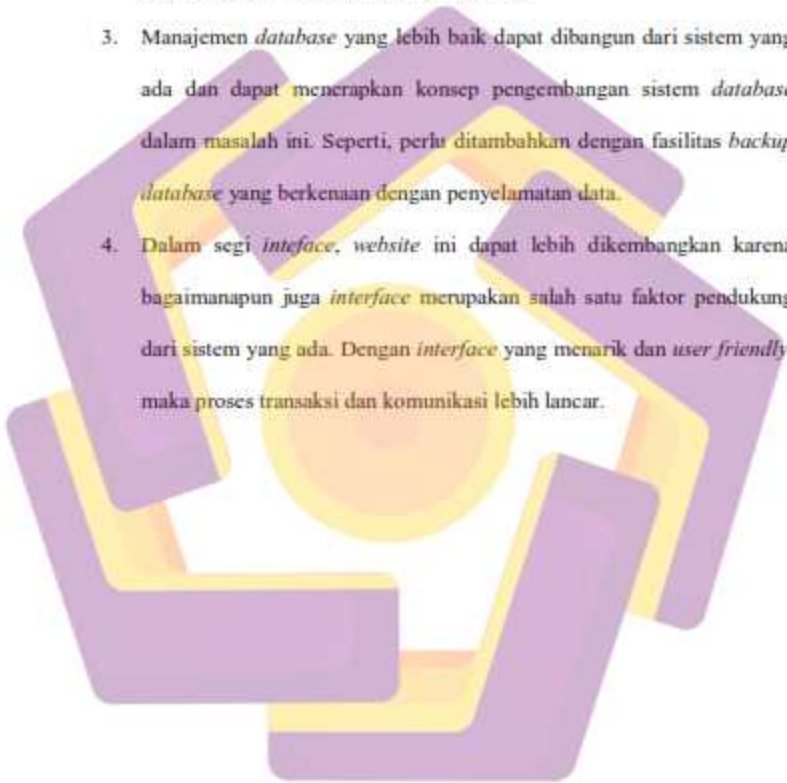 3. Manajemen database yang lebih baik dapat dibangun dari sistem yang
ada dan dapat menerapkan konsep pengembangan sistem database
dalam masalah ini. Seperti, perlu ditambahkan dengan fasilitas backup
database yang berkenaan dengan penyelamatan data.
4. Dalam segi inteface, website ini dapat lebih dikembangkan karena
bagaimanapun juga interface merupakan salah satu faktor pendukung
dari sistem yang ada. Dengan interface yang menarik dan user friendly
maka proses transaksi dan komunikasi lebih lancar.